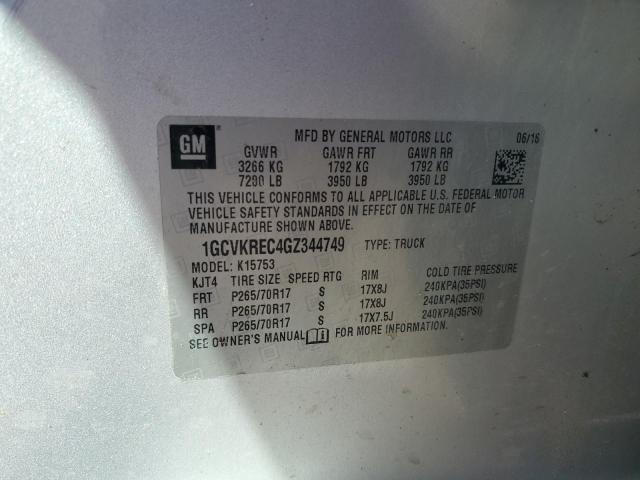 GM
MFD BY GENERAL MOTORS LLC 06/16
GVWR GAWR FRT GAWR RR
3266 KG 1792 KG 1792 KG
7200 LB 3950 LB 3950 LB
THIS VEHICLE CONFORMS TO ALL APPLICABLE U.S. FEDERAL MOTOR
VEHICLE SAFETY STANDARDS IN EFFECT ON THE DATE OF
MANUFACTURE SHOWN ABOVE.
1GCVKREC4GZ344749 TYPE: TRUCK
MODEL: K15753
KJT4 TIRE SIZE SPEED RTG RIM COLD TIRE PRESSURE
FRT P265/70R17 S 17X8J 240KPA(35PSI)
RR P265/70R17 S 17X8J 240KPA(35PSI)
SPA P265/70R17 S 17X7.5J 240KPA(35PSI)
SEE OWNER'S MANUAL FOR MORE INFORMATION.